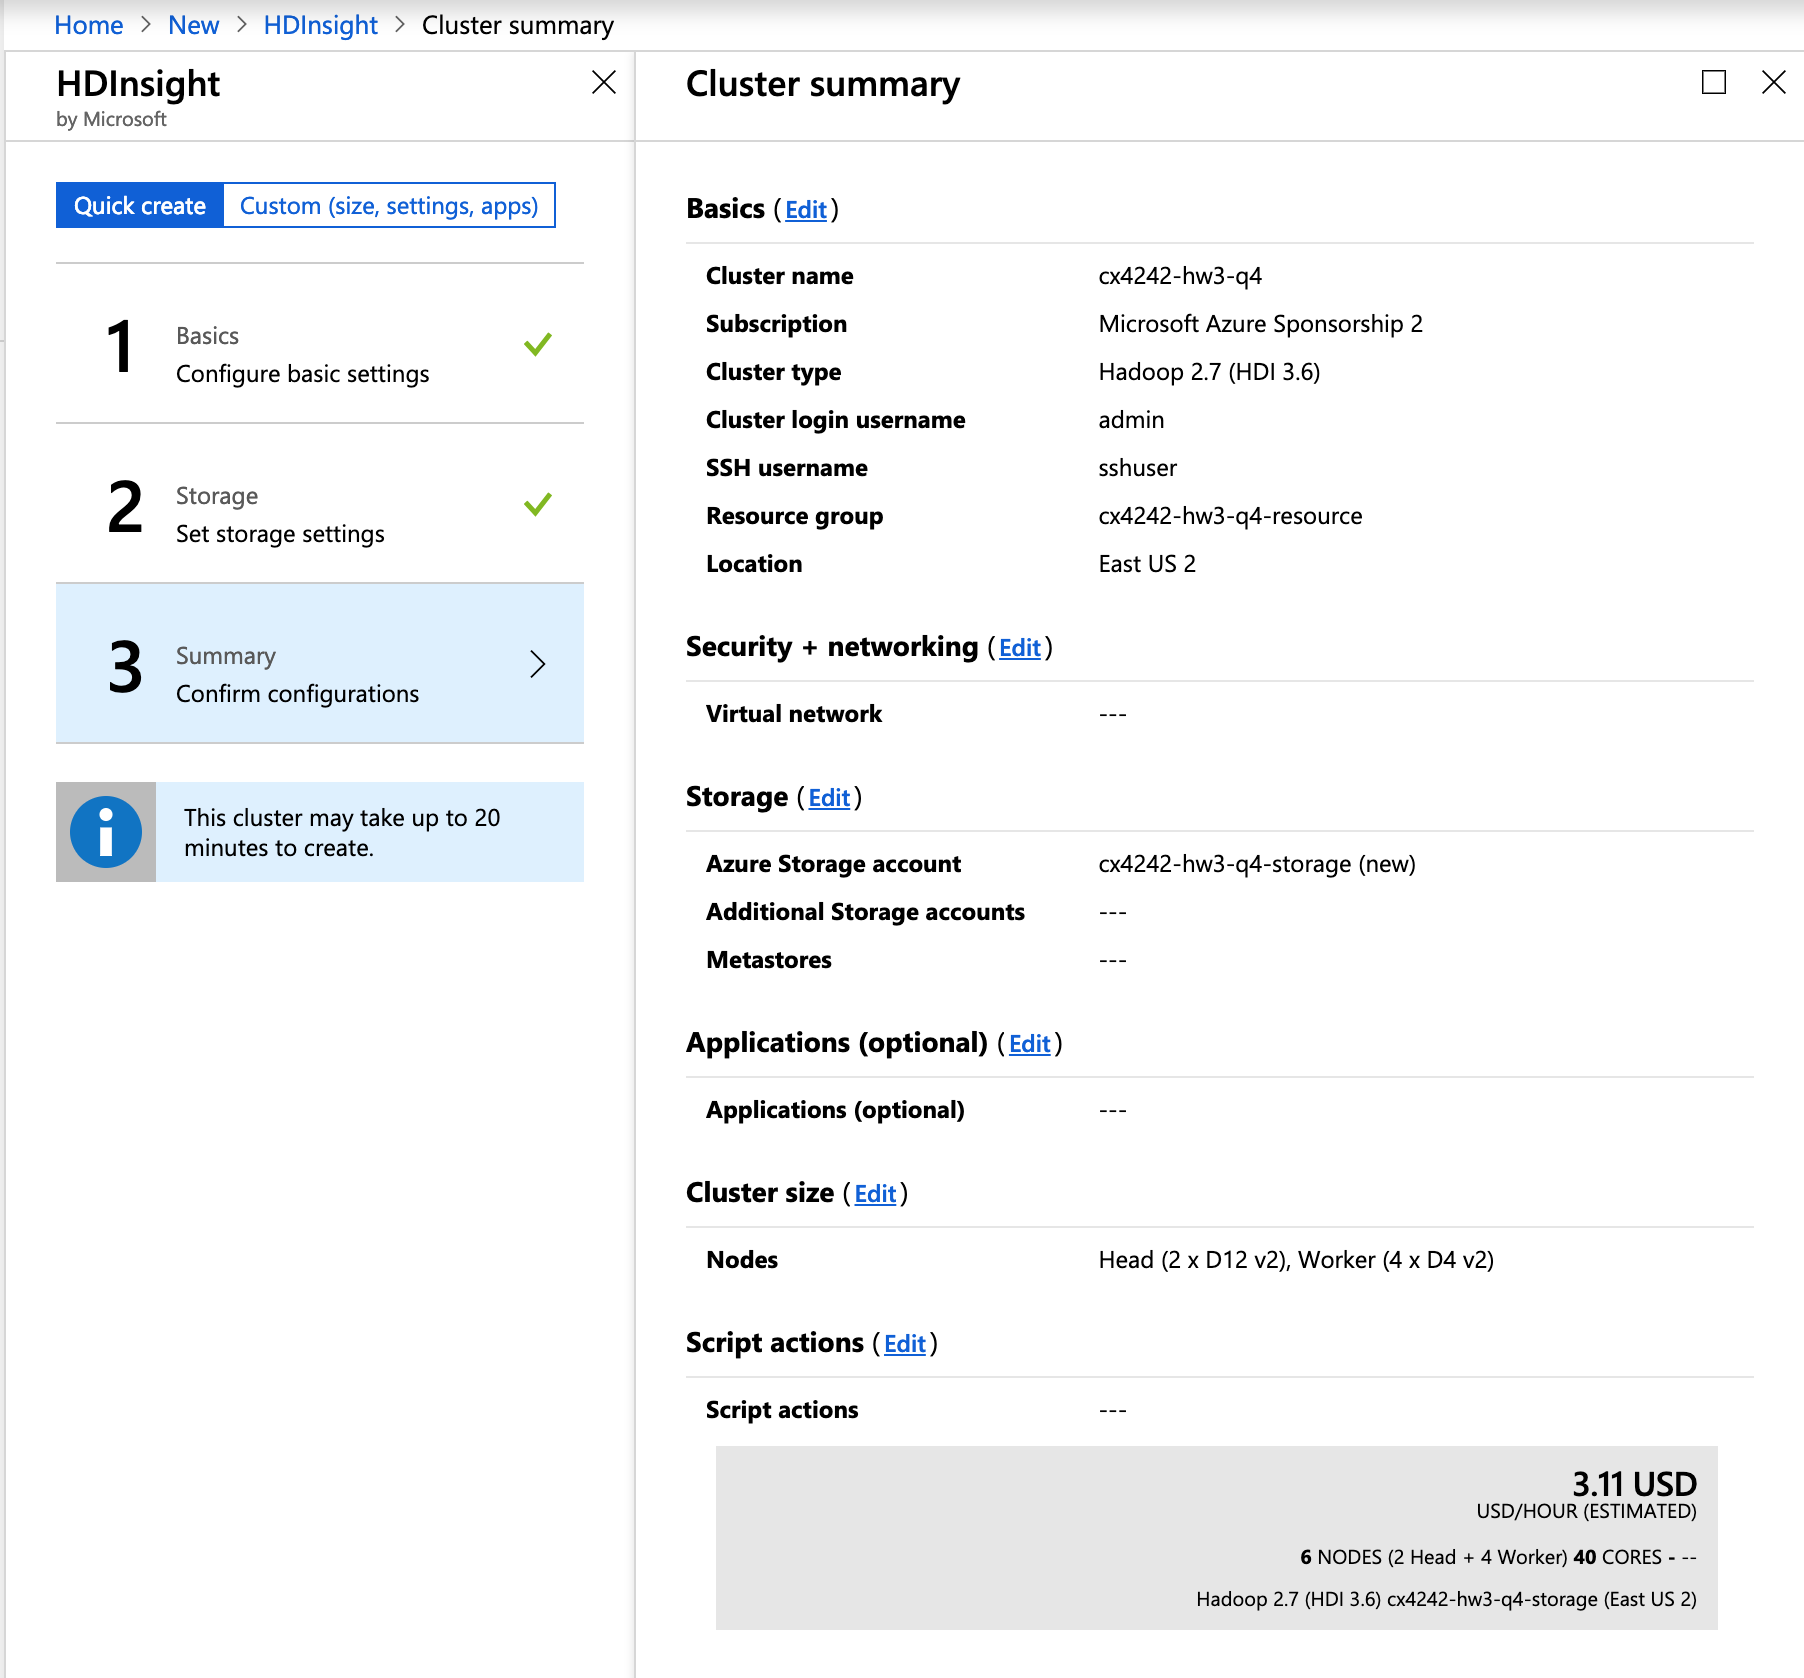 Home > New > HDInsight > Cluster summary
HDInsight
by Microsoft
Quick create
Custom (size, settings, apps)
1
Basics
Configure basic settings
2
Storage
Set storage settings
3
Summary
Confirm configurations
This cluster may take up to 20
minutes to create.
Cluster summary
Basics (Edit)
Cluster name cx4242-hw3-q4
Subscription Microsoft Azure Sponsorship 2
Cluster type Hadoop 2.7 (HDI 3.6)
Cluster login username admin
SSH username sshuser
Resource group cx4242-hw3-q4-resource
Location East US 2
Security + networking (Edit)
Virtual network ---
Storage (Edit)
Azure Storage account cx4242-hw3-q4-storage (new)
Additional Storage accounts ---
Metastores ---
Applications (optional) (Edit)
Applications (optional) ---
Cluster size (Edit)
Nodes Head (2 x D12 v2), Worker (4 x D4 v2)
Script actions (Edit)
Script actions ---
3.11 USD
USD/HOUR (ESTIMATED)
6 NODES (2 Head + 4 Worker) 40 CORES - --
Hadoop 2.7 (HDI 3.6) cx4242-hw3-q4-storage (East US 2)